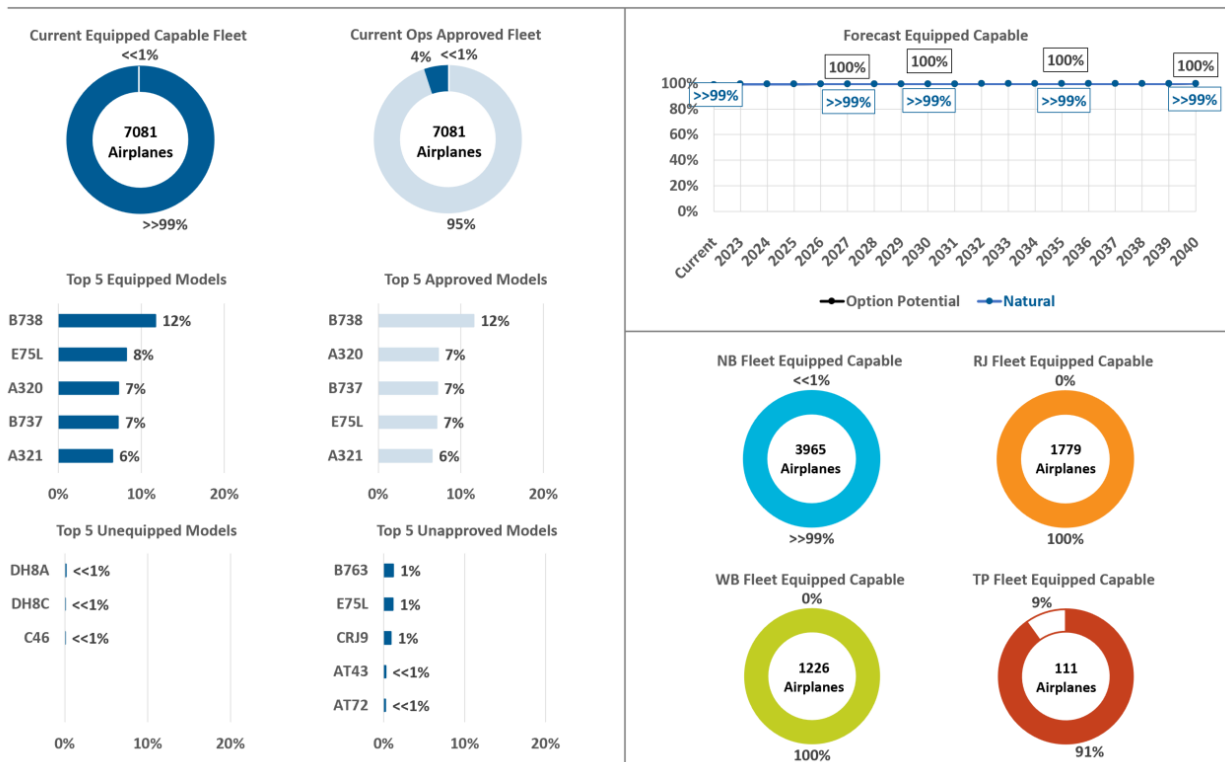 Current Equipped Capable Fleet
<<1%
7081
Airplanes
>>99%
Current Ops Approved Fleet
4%
<<1%
7081
Airplanes
95%
Top 5 Equipped Models
B738
12%
E75L
8%
A320
7%
B737
7%
A321
6%
0%
10%
20%
Top 5 Approved Models
B738
12%
A320
7%
B737
7%
E75L
7%
A321
6%
0%
10%
20%
Top 5 Unequipped Models
DH8A
<<1%
DH8C
<<1%
C46
<<1%
0%
10%
20%
Top 5 Unapproved Models
B763
1%
E75L
1%
CRJ9
1%
AT43
<<1%
AT72
<<1%
0%
10%
20%
Forecast Equipped Capable
100%
100%
100%
100%
100%
80%
60%
40%
20%
0%
>>99%
>>99%
>>99%
>>99%
>>99%
Current
2023
2024
2025
2026
2027
2028
2029
2030
2031
2032
2033
2034
2035
2036
2037
2038
2039
2040
Option Potential
Natural
NB Fleet Equipped Capable
<<1%
3965
Airplanes
>>99%
RJ Fleet Equipped Capable
0%
1779
Airplanes
100%
WB Fleet Equipped Capable
0%
1226
Airplanes
100%
TP Fleet Equipped Capable
9%
111
Airplanes
91%